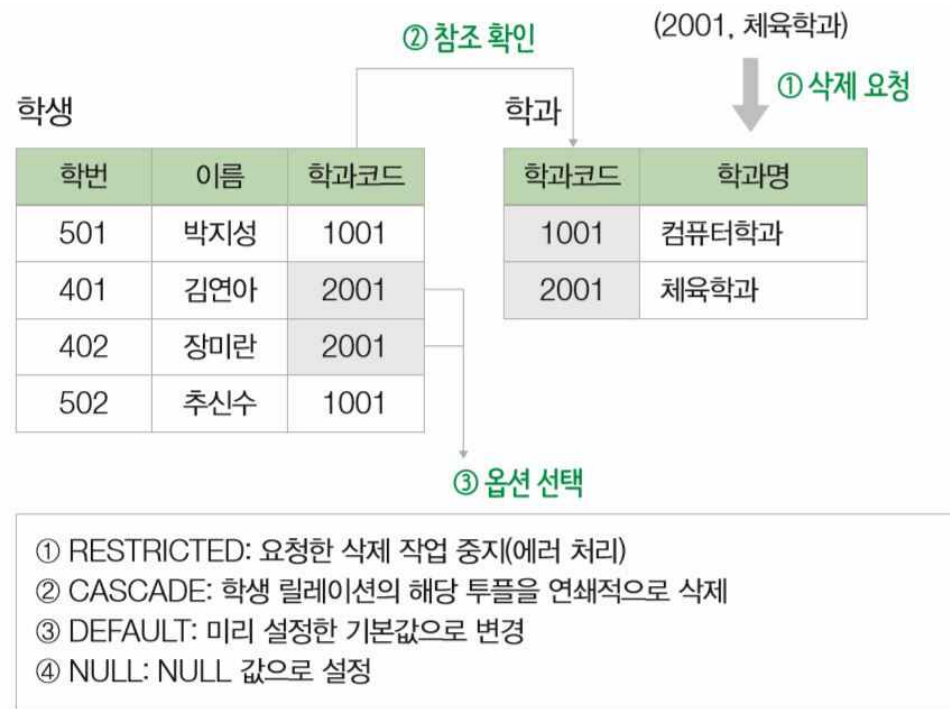 (2001, 체육학과)
② 참조 확인
① 삭제 요청
학생
학번 이름 학과코드
501 박지성 1001
401 김연아 2001
402 장미란 2001
502 추신수 1001
학과
학과코드 학과명
1001 컴퓨터학과
2001 체육학과
③ 옵션 선택
① RESTRICTED: 요청한 삭제 작업 중지(에러 처리)
② CASCADE: 학생 릴레이션의 해당 투플을 연쇄적으로 삭제
③ DEFAULT: 미리 설정한 기본값으로 변경
④ NULL: NULL 값으로 설정